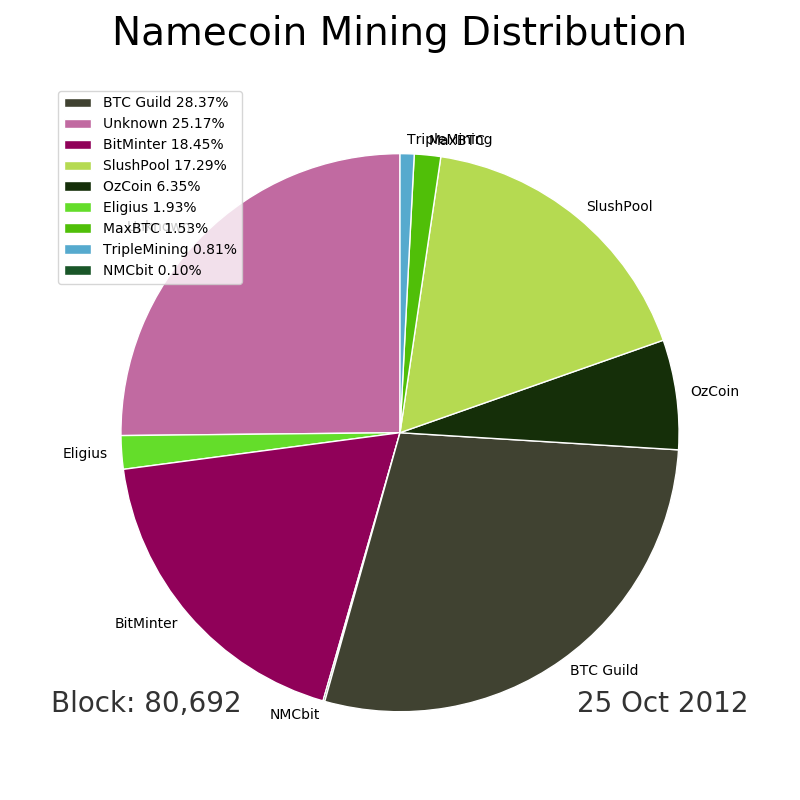 Namecoin Mining Distribution
BTC Guild 28.37%
Unknown 25.17%
BitMinter 18.45%
SlushPool 17.29%
OzCoin 6.35%
Eligius 1.93%
MaxBTC 1.53%
TripleMining 0.81%
NMCbit 0.10%
TripleMining
MaxBTC
SlushPool
OzCoin
Eligius
BitMinter
BTC Guild
NMCbit
Block: 80,692
25 Oct 2012